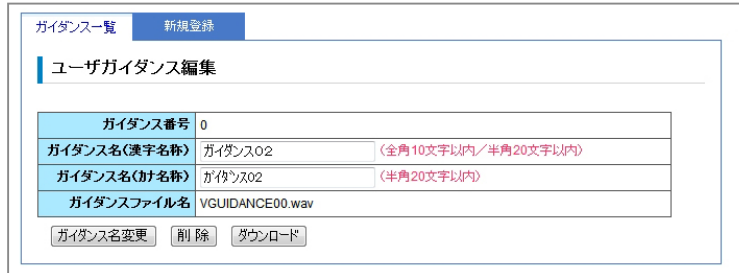 ガイダンス一覧 新規登録
ユーザガイダンス編集
ガイダンス番号 0
ガイダンス名(漢字名称) ガイダンス02 (全角10文字以内/半角20文字以内)
ガイダンス名(カナ名称) ガイダンス02 (半角20文字以内)
ガイダンスファイル名 VGUIDANCE00.wav
ガイダンス名変更 削 除 ダウンロード